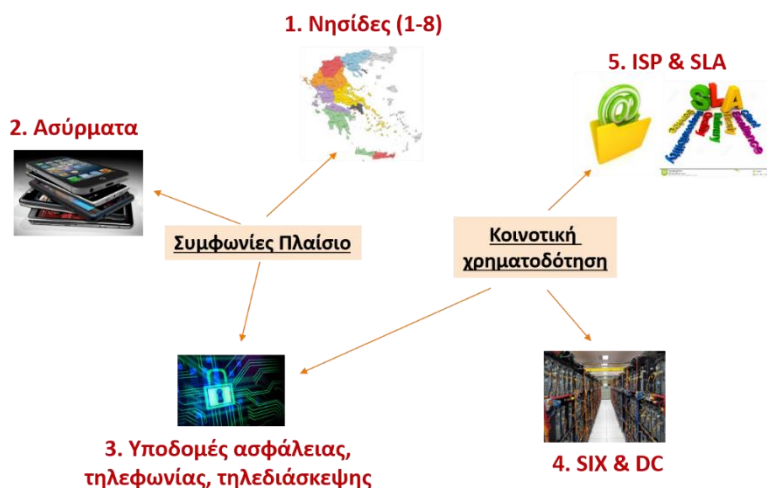 1. Νησίδες (1-8)
5. ISP & SLA
SLA
2. Ασύρματα
Συμφωνίες Πλαίσιο
Κοινοτική
χρηματοδότηση
3. Υποδομές ασφάλειας,
τηλεφωνίας, τηλεδιάσκεψης
4. SIX & DC